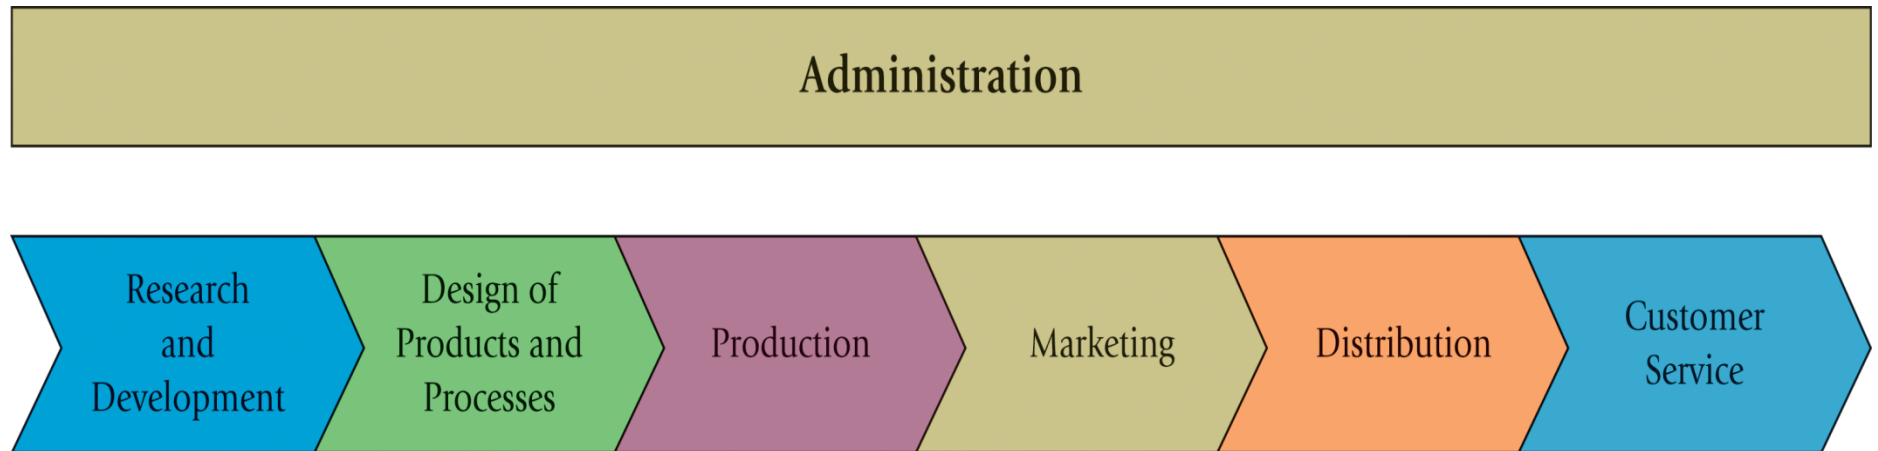 Administration
Research
and
Development
Design of
Products and
Processes
Production
Marketing
Distribution
Customer
Service